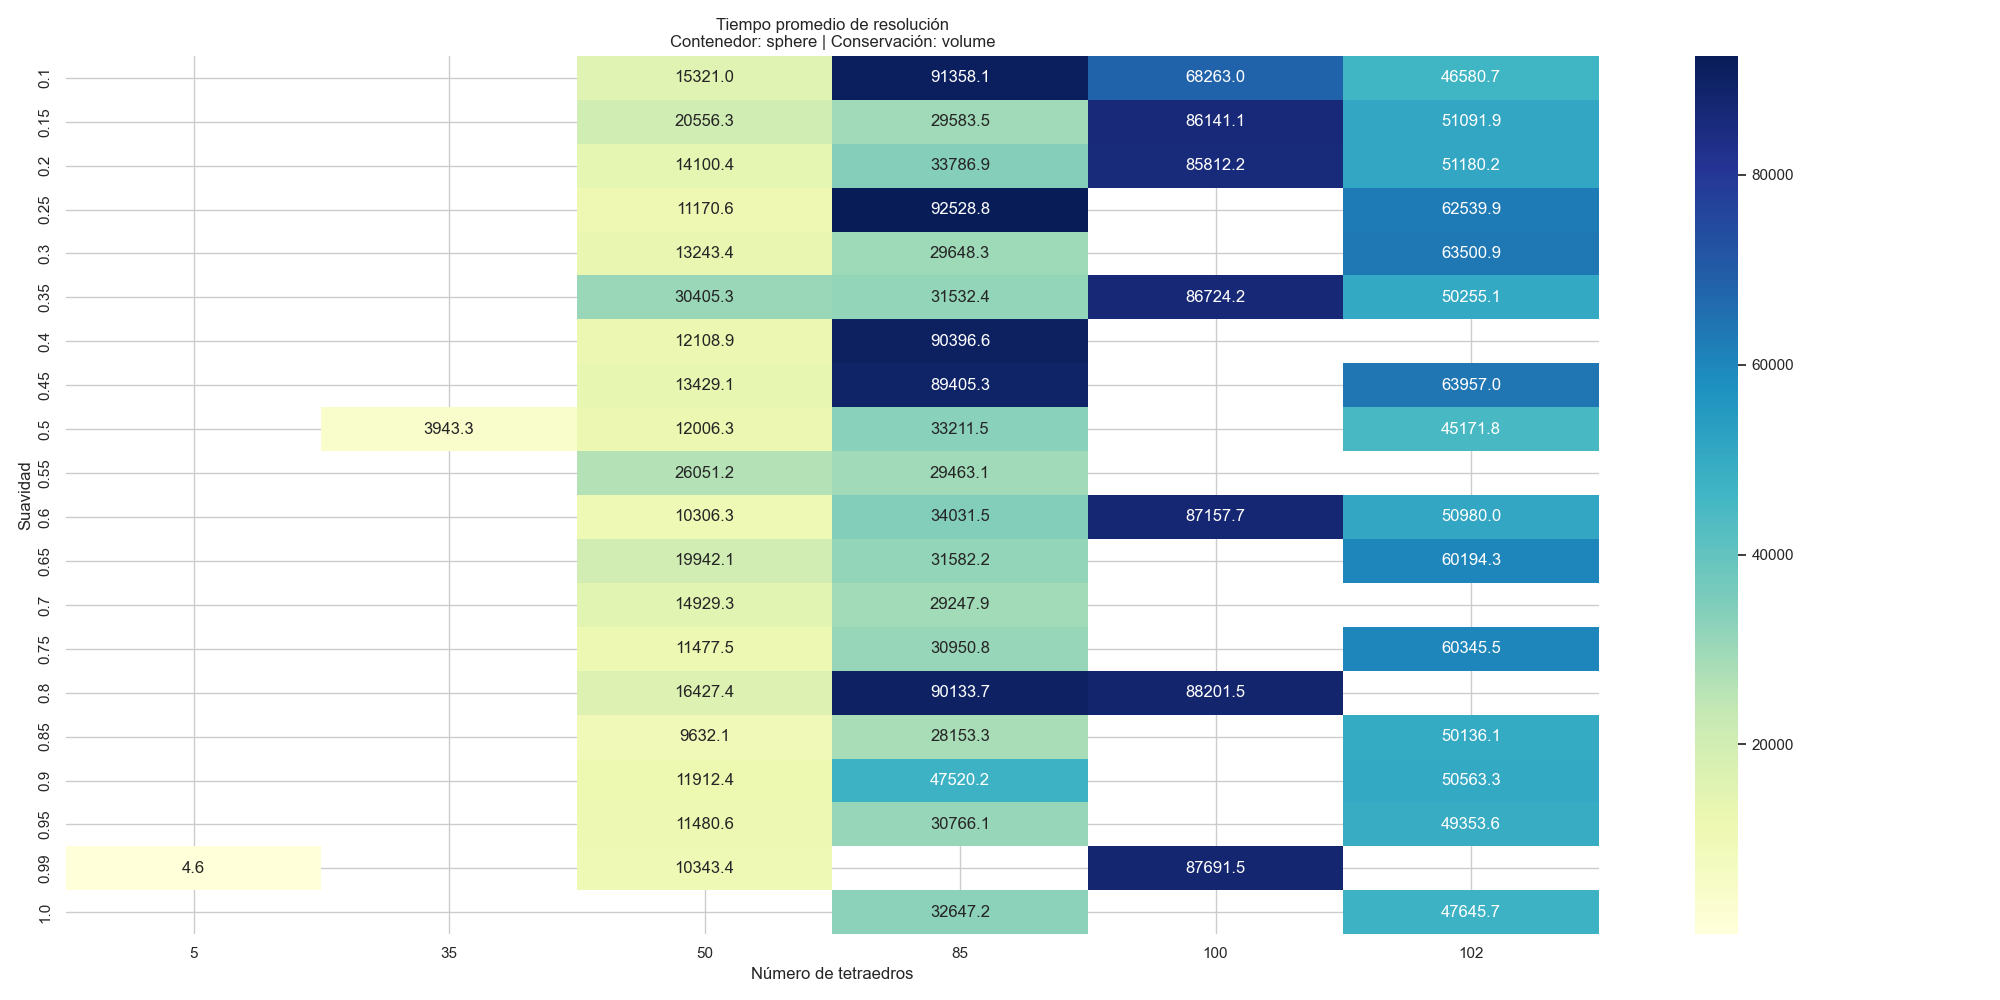 Tiempo promedio de resolución
Contenedor: sphere | Conservación: volume
0.1 15321.0 91358.1 68263.0 46580.7
0.15 20556.3 29583.5 86141.1 51091.9
0.2 14100.4 33786.9 85812.2 51180.2
80000
0.25 11170.6 92528.8 62539.9
0.3 13243.4 29648.3 63500.9
0.35 30405.3 31532.4 86724.2 50255.1
0.4 12108.9 90396.6
60000
0.45 13429.1 89405.3 63957.0
0.5 3943.3 12006.3 33211.5 45171.8
Suavidad
0.55 26051.2 29463.1
0.6 10306.3 34031.5 87157.7 50980.0
40000
0.65 19942.1 31582.2 60194.3
0.7 14929.3 29247.9
0.75 11477.5 30950.8 60345.5
0.8 16427.4 90133.7 88201.5
0.85 9632.1 28153.3 50136.1
20000
0.9 11912.4 47520.2 50563.3
0.95 11480.6 30766.1 49353.6
0.99 4.6 10343.4 87691.5
1.0 32647.2 47645.7
5 35 50 85 100 102
Número de tetraedros